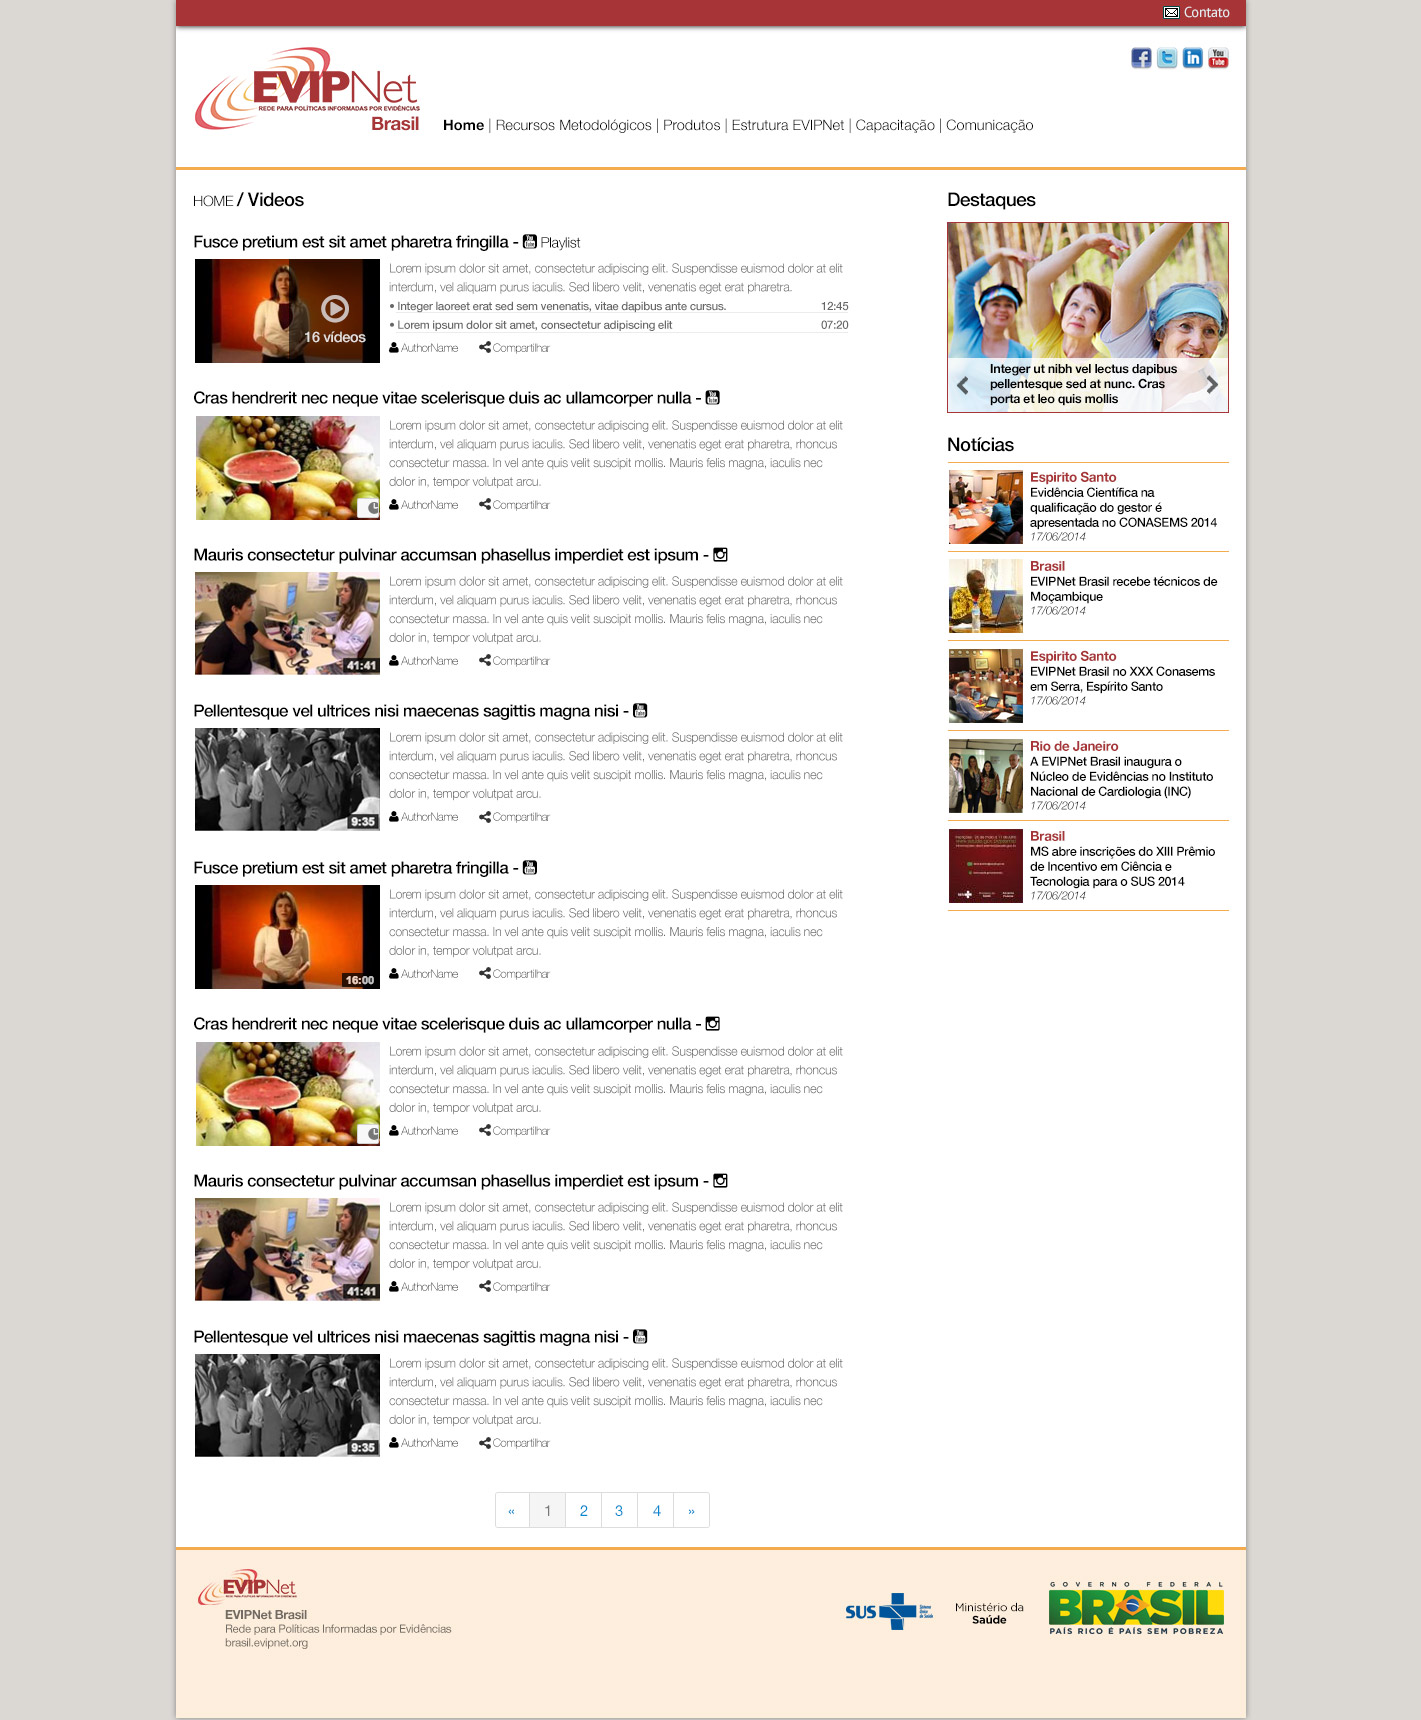 Contato
EVIPNet
REDE PARA POLÍTICAS INFORMADAS POR EVIDÊNCIAS
Brasil
Home | Recursos Metodológicos | Produtos | Estrutura EVIPNet | Capacitação | Comunicação
HOME / Videos
Fusce pretium est sit amet pharetra fringilla - You Tube Playlist
16 vídeos
Lorem ipsum dolor sit amet, consectetur adipiscing elit. Suspendisse euismod dolor at elit
interdum, vel aliquam purus iaculis. Sed libero velit, venenatis eget erat pharetra.
• Integer laoreet erat sed sem venenatis, vitae dapibus ante cursus. 12:45
• Lorem ipsum dolor sit amet, consectetur adipiscing elit 07:20
AuthorName Compartilhar
Cras hendrerit nec neque vitae scelerisque duis ac ullamcorper nulla - You Tube
Lorem ipsum dolor sit amet, consectetur adipiscing elit. Suspendisse euismod dolor at elit
interdum, vel aliquam purus iaculis. Sed libero velit, venenatis eget erat pharetra, rhoncus
consectetur massa. In vel ante quis velit suscipit mollis. Mauris felis magna, iaculis nec
dolor in, tempor volutpat arcu.
AuthorName Compartilhar
Mauris consectetur pulvinar accumsan phasellus imperdiet est ipsum -
41:41
Lorem ipsum dolor sit amet, consectetur adipiscing elit. Suspendisse euismod dolor at elit
interdum, vel aliquam purus iaculis. Sed libero velit, venenatis eget erat pharetra, rhoncus
consectetur massa. In vel ante quis velit suscipit mollis. Mauris felis magna, iaculis nec
dolor in, tempor volutpat arcu.
AuthorName Compartilhar
Pellentesque vel ultrices nisi maecenas sagittis magna nisi - You Tube
9:35
Lorem ipsum dolor sit amet, consectetur adipiscing elit. Suspendisse euismod dolor at elit
interdum, vel aliquam purus iaculis. Sed libero velit, venenatis eget erat pharetra, rhoncus
consectetur massa. In vel ante quis velit suscipit mollis. Mauris felis magna, iaculis nec
dolor in, tempor volutpat arcu.
AuthorName Compartilhar
Fusce pretium est sit amet pharetra fringilla - You Tube
16:00
Lorem ipsum dolor sit amet, consectetur adipiscing elit. Suspendisse euismod dolor at elit
interdum, vel aliquam purus iaculis. Sed libero velit, venenatis eget erat pharetra, rhoncus
consectetur massa. In vel ante quis velit suscipit mollis. Mauris felis magna, iaculis nec
dolor in, tempor volutpat arcu.
AuthorName Compartilhar
Cras hendrerit nec neque vitae scelerisque duis ac ullamcorper nulla -
Lorem ipsum dolor sit amet, consectetur adipiscing elit. Suspendisse euismod dolor at elit
interdum, vel aliquam purus iaculis. Sed libero velit, venenatis eget erat pharetra, rhoncus
consectetur massa. In vel ante quis velit suscipit mollis. Mauris felis magna, iaculis nec
dolor in, tempor volutpat arcu.
AuthorName Compartilhar
Mauris consectetur pulvinar accumsan phasellus imperdiet est ipsum -
41:41
Lorem ipsum dolor sit amet, consectetur adipiscing elit. Suspendisse euismod dolor at elit
interdum, vel aliquam purus iaculis. Sed libero velit, venenatis eget erat pharetra, rhoncus
consectetur massa. In vel ante quis velit suscipit mollis. Mauris felis magna, iaculis nec
dolor in, tempor volutpat arcu.
AuthorName Compartilhar
Pellentesque vel ultrices nisi maecenas sagittis magna nisi - You Tube
9:35
Lorem ipsum dolor sit amet, consectetur adipiscing elit. Suspendisse euismod dolor at elit
interdum, vel aliquam purus iaculis. Sed libero velit, venenatis eget erat pharetra, rhoncus
consectetur massa. In vel ante quis velit suscipit mollis. Mauris felis magna, iaculis nec
dolor in, tempor volutpat arcu.
AuthorName Compartilhar
« 1 2 3 4 »
Destaques
Integer ut nibh vel lectus dapibus
pellentesque sed at nunc. Cras
porta et leo quis mollis
Notícias
Espirito Santo
Evidência Científica na
qualificação do gestor é
apresentada no CONASEMS 2014
17/06/2014
Brasil
EVIPNet Brasil recebe técnicos de
Moçambique
17/06/2014
Espirito Santo
EVIPNet Brasil no XXX Conasems
em Serra, Espírito Santo
17/06/2014
Rio de Janeiro
A EVIPNet Brasil inaugura o
Núcleo de Evidências no Instituto
Nacional de Cardiologia (INC)
17/06/2014
Brasil
MS abre inscrições do XIII Prêmio
de Incentivo em Ciência e
Tecnologia para o SUS 2014
17/06/2014
EVIPNet
REDE PARA POLÍTICAS INFORMADAS POR EVIDÊNCIAS
EVIPNet Brasil
Rede para Políticas Informadas por Evidências
brasil.evipnet.org
SUS
Sistema
Único
de Saúde
Ministério da
Saúde
GOVERNO FEDERAL
BRASIL
PAÍS RICO É PAÍS SEM POBREZA